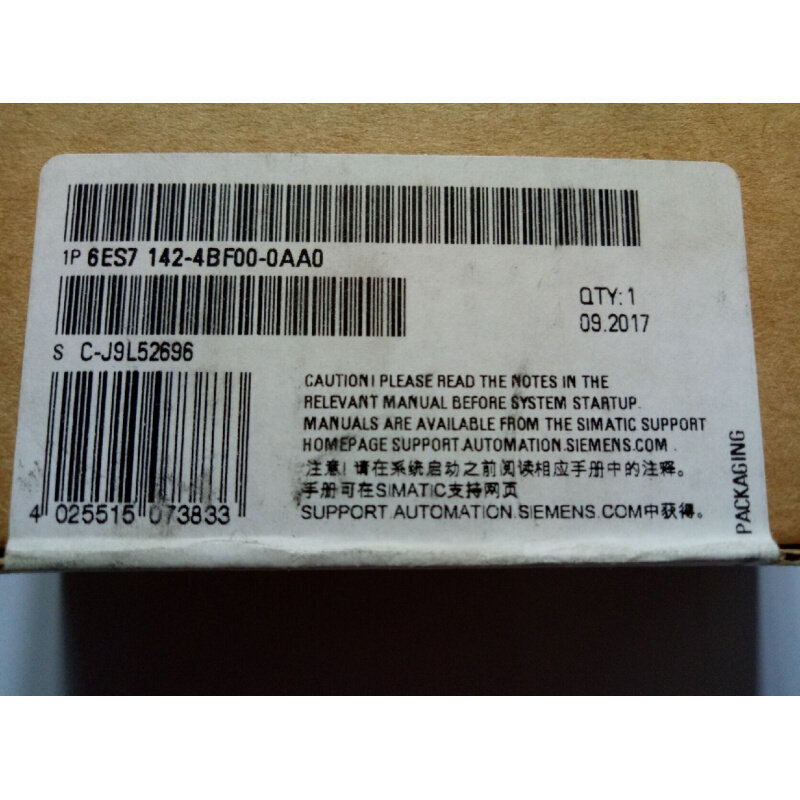 1P 6ES7 142-4BF00-0AA0
QTY: 1
09.2017
S C-J9L52696
CAUTION! PLEASE READ THE NOTES IN THE
RELEVANT MANUAL BEFORE SYSTEM STARTUP.
MANUALS ARE AVAILABLE FROM THE SIMATIC SUPPORT
HOMEPAGE SUPPORT.AUTOMATION.SIEMENS.COM.
注意! 请在系统启动之前阅读相应手册中的注释。
手册可在SIMATIC支持网页
SUPPORT.AUTOMATION.SIEMENS.COM中获得。
4 025515 073833
PACKAGING